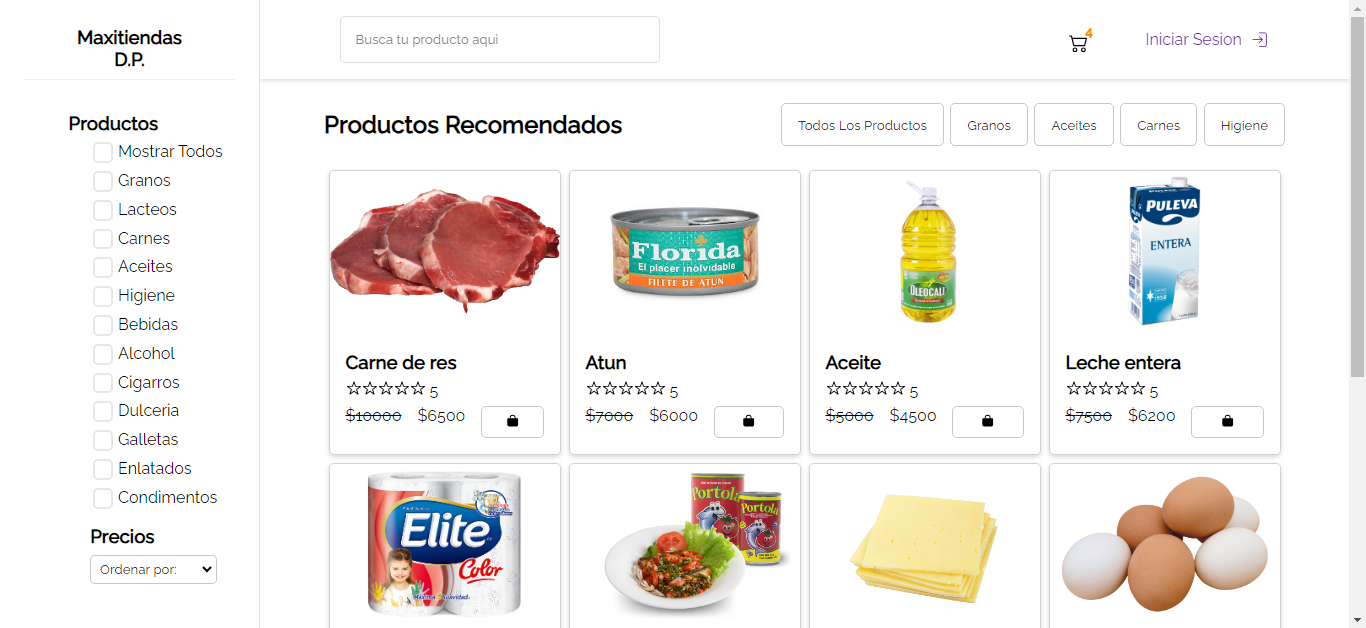 Maxitiendas
D.P.
Busca tu producto aqui
4
Iniciar Sesion
Productos
Mostrar Todos
Granos
Lacteos
Carnes
Aceites
Higiene
Bebidas
Alcohol
Cigarros
Dulceria
Galletas
Enlatados
Condimentos
Precios
Ordenar por:
Productos Recomendados
Todos Los Productos
Granos
Aceites
Carnes
Higiene
Carne de res
5
$10000 $6500
Florida
El placer inolvidable
FILETE DE ATUN
Atun
5
$7000 $6000
OLEOCALI
Aceite
5
$5000 $4500
PULEVA
ENTERA
Leche entera
5
$7500 $6200
Elite
Color
Portola
Portola